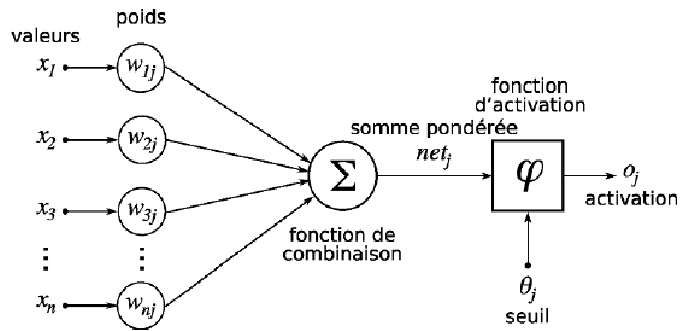 poids
valeurs
x₁
w₁ⱼ
x₂
w₂ⱼ
x₃
w₃ⱼ
⋮
⋮
xₙ
wₙⱼ
Σ
fonction de
combinaison
somme pondérée
netⱼ
fonction
d'activation
φ
oⱼ
activation
θⱼ
seuil